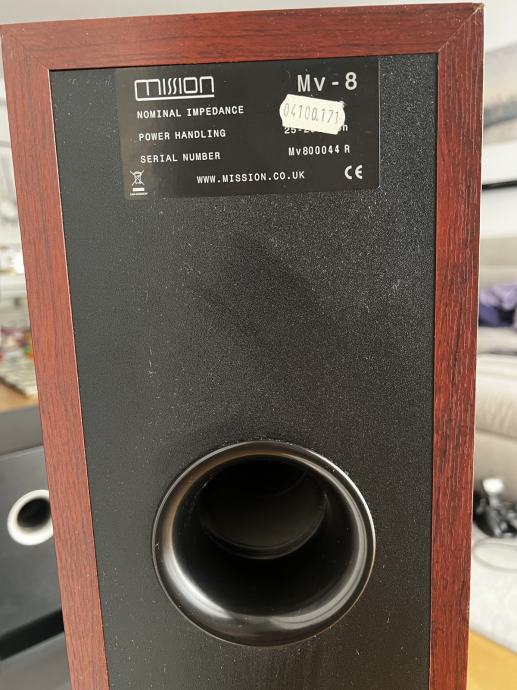 mission Mv-8
NOMINAL IMPEDANCE
04100.171
POWER HANDLING
SERIAL NUMBER Mv800044 R
WWW.MISSION.CO.UK CE